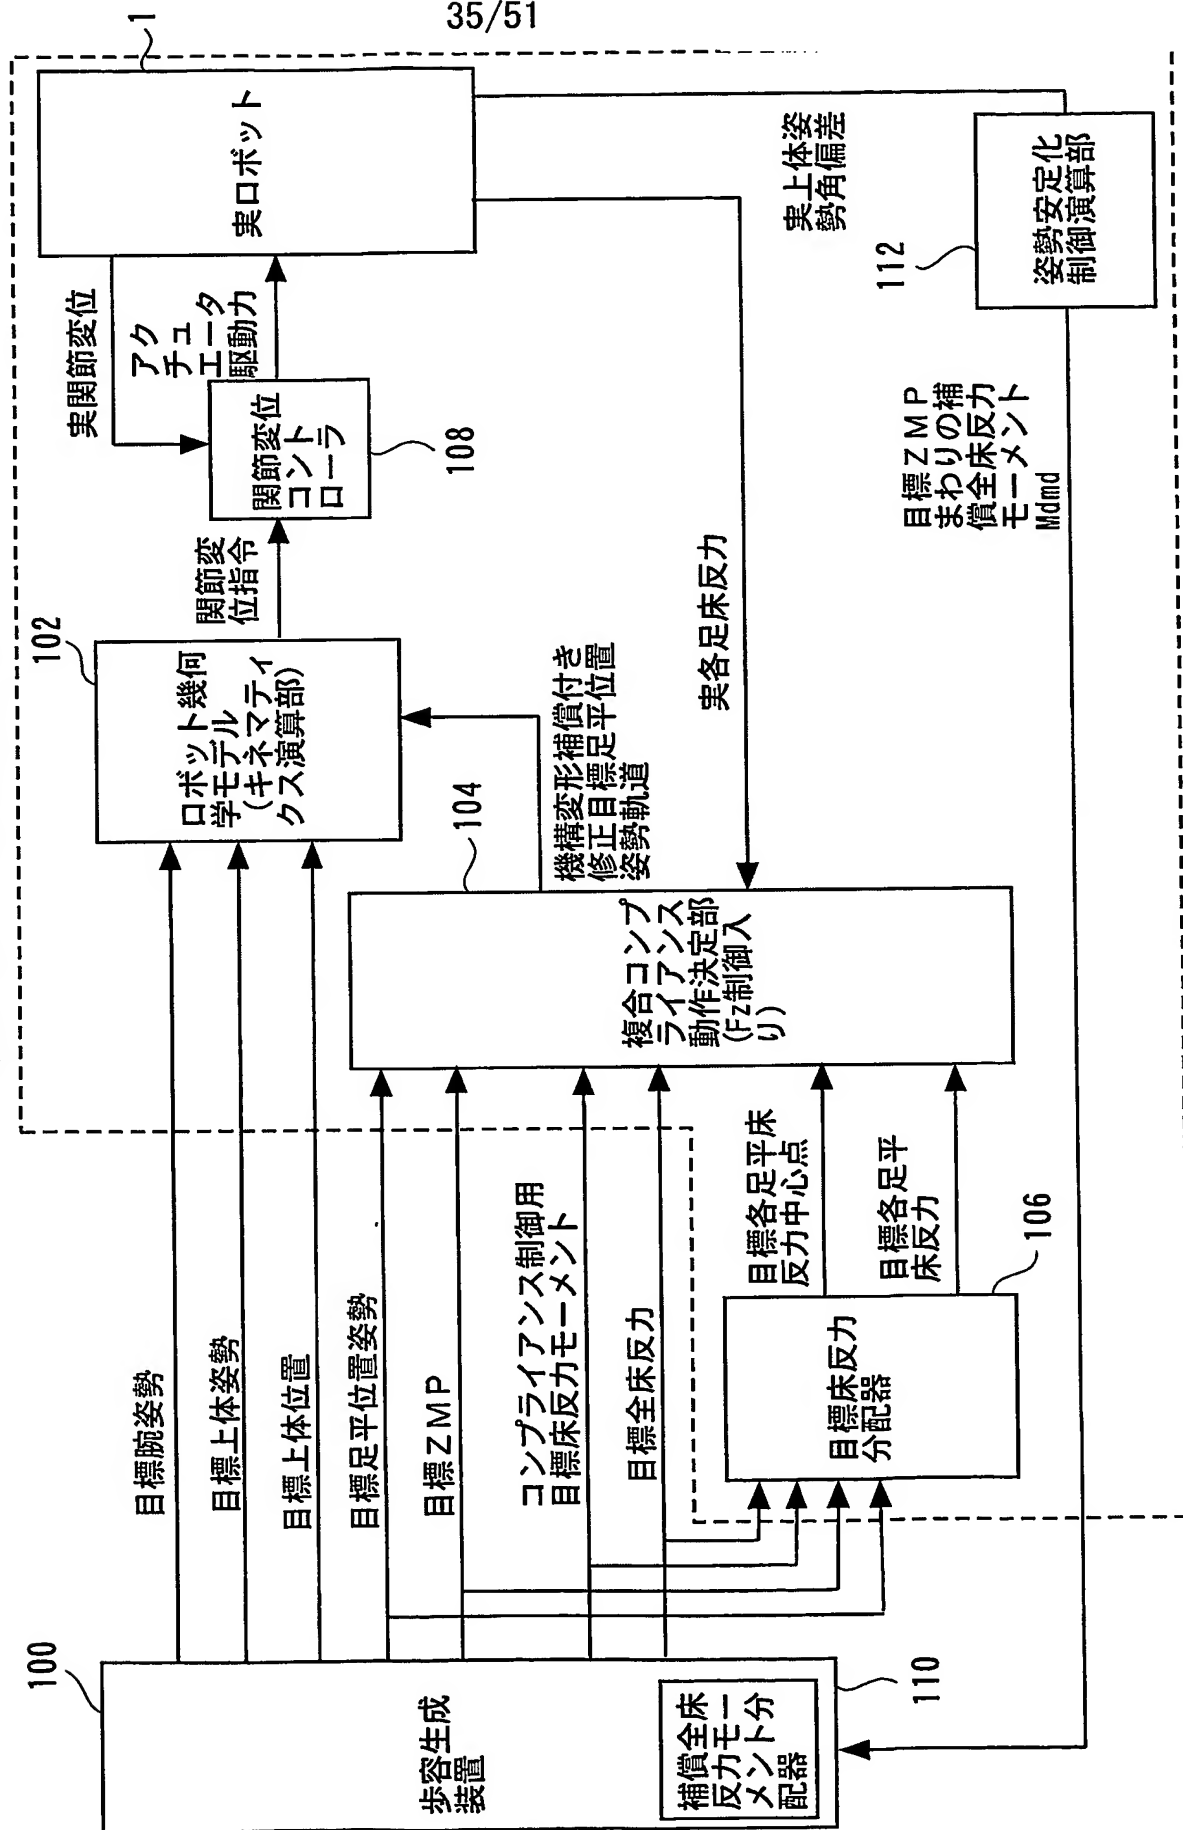 35/51
100
歩容生成
装置
補償全床
反力モー
メント分
配器
110
目標腕姿勢
目標上体姿勢
目標上体位置
目標足平位置姿勢
目標ZMP
コンプライアンス制御用
目標床反力モーメント
目標全床反力
目標床反力
分配器
106
目標各足平床
反力中心点
目標各足平
床反力
102
ロボット幾何
学モデル
(キネマティ
クス演算部)
104
複合コンプ
ライアンス
動作決定部
(Fz制御入
り)
機構変形補償付き
修正目標足平位置
姿勢軌道
関節変
位指令
関節変位
コント
ローラ
108
実関節変位
アク
チュ
エータ
駆動力
実ロボット
1
実各足床反力
実上体姿
勢角偏差
112
姿勢安定化
制御演算部
目標ZMP
まわりの補
償全床反力
モーメント
Mdmd